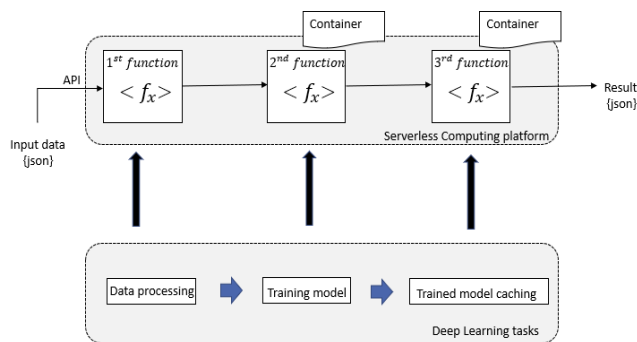 Container
Container
1st function
2nd function
3rd function
API
< fx >
< fx >
< fx >
Result
{json}
Input data
{json}
Serverless Computing platform
Data processing
Training model
Trained model caching
Deep Learning tasks